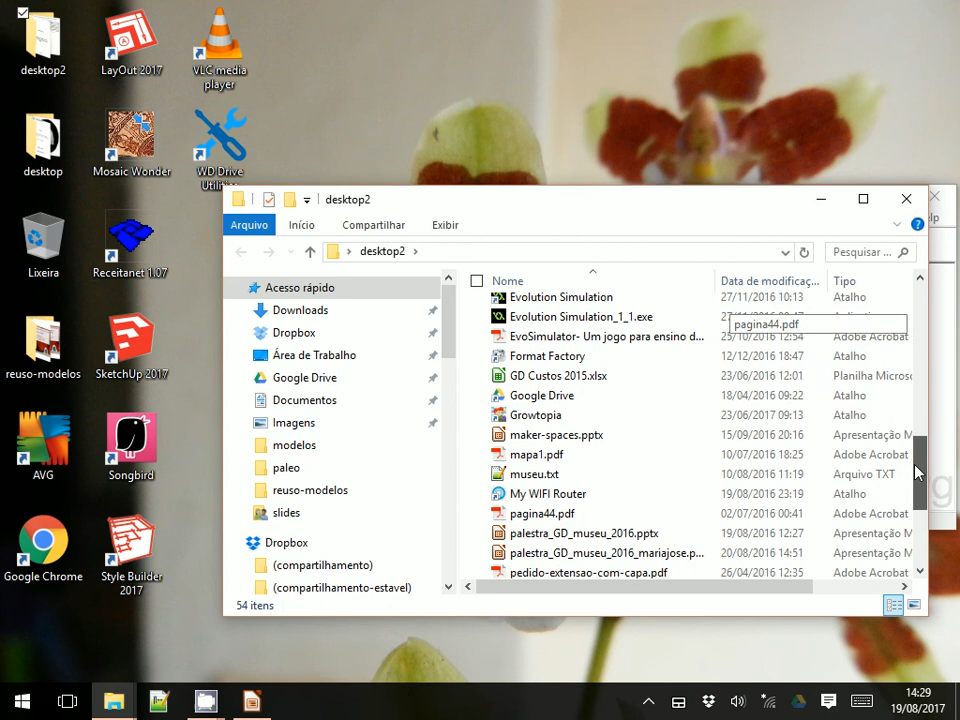 desktop2
LayOut 2017
VLC media
player
desktop
Mosaic Wonder
WD Drive
Utilities
Lixeira
Receitanet 1.07
reuso-modelos
SketchUp 2017
AVG
Songbird
Google Chrome
Style Builder
2017
desktop2
Arquivo Início Compartilhar Exibir
desktop2
Pesquisar ...
Acesso rápido
Downloads
Dropbox
Área de Trabalho
Google Drive
Documentos
Imagens
modelos
paleo
reuso-modelos
slides
Dropbox
(compartilhamento)
(compartilhamento-estavel)
Nome Data de modificaç... Tipo
Evolution Simulation 27/11/2016 10:13 Atalho
Evolution Simulation_1_1.exe
pagina44.pdf
EvoSimulator- Um jogo para ensino d... 25/10/2016 12:54 Adobe Acrobat
Format Factory 12/12/2016 18:47 Atalho
GD Custos 2015.xlsx 23/06/2016 12:01 Planilha Microso
Google Drive 18/04/2016 09:22 Atalho
Growtopia 23/06/2017 09:13 Atalho
maker-spaces.pptx 15/09/2016 20:16 Apresentação M
mapa1.pdf 10/07/2016 18:25 Adobe Acrobat
museu.txt 10/08/2016 11:19 Arquivo TXT
My WIFI Router 19/08/2016 23:19 Atalho
pagina44.pdf 02/07/2016 00:41 Adobe Acrobat
palestra_GD_museu_2016.pptx 19/08/2016 12:27 Apresentação M
palestra_GD_museu_2016_mariajose.p... 20/08/2016 14:51 Apresentação M
pedido-extensao-com-capa.pdf 26/04/2016 12:35 Adobe Acrobat
54 itens
elp
g
14:29
19/08/2017